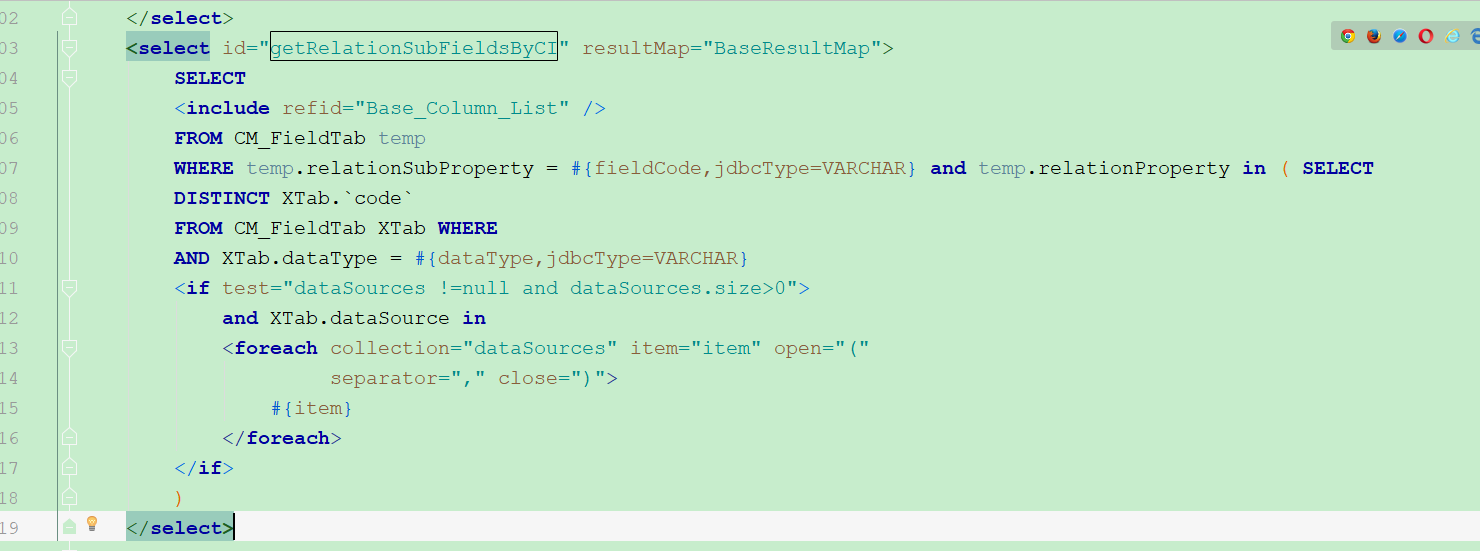 02 </select>
03 <select id="getRelationSubFieldsByCI" resultMap="BaseResultMap">
04 SELECT
05 <include refid="Base_Column_List" />
06 FROM CM_FieldTab temp
07 WHERE temp.relationSubProperty = #{fieldCode,jdbcType=VARCHAR} and temp.relationProperty in ( SELECT
08 DISTINCT XTab.`code`
09 FROM CM_FieldTab XTab WHERE
10 AND XTab.dataType = #{dataType,jdbcType=VARCHAR}
11 <if test="dataSources !=null and dataSources.size>0">
12 and XTab.dataSource in
13 <foreach collection="dataSources" item="item" open="("
14 separator="," close=")">
15 #{item}
16 </foreach>
17 </if>
18 )
19 </select>